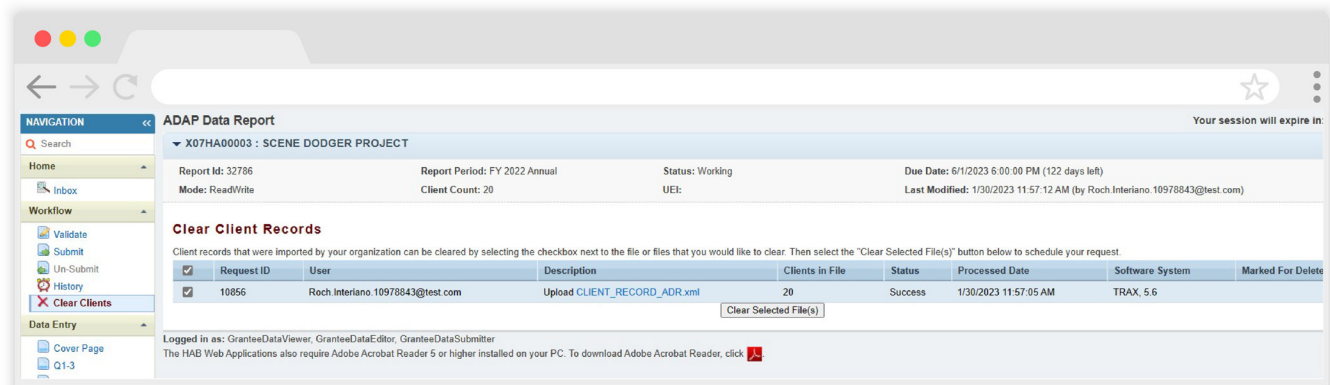 NAVIGATION
Search
Home
Inbox
Workflow
Validate
Submit
Un-Submit
History
Clear Clients
Data Entry
Cover Page
Q1-3
ADAP Data Report
Your session will expire in:
X07HA00003 : SCENE DODGER PROJECT
Report Id: 32786 Report Period: FY 2022 Annual Status: Working Due Date: 6/1/2023 6:00:00 PM (122 days left)
Mode: ReadWrite Client Count: 20 UEI: Last Modified: 1/30/2023 11:57:12 AM (by Roch.Interiano.10978843@test.com)
Clear Client Records
Client records that were imported by your organization can be cleared by selecting the checkbox next to the file or files that you would like to clear. Then select the "Clear Selected File(s)" button below to schedule your request.
Request ID User Description Clients in File Status Processed Date Software System Marked For Delete
10856 Roch.Interiano.10978843@test.com Upload CLIENT_RECORD_ADR.xml 20 Success 1/30/2023 11:57:05 AM TRAX, 5.6
Clear Selected File(s)
Logged in as: GranteeDataViewer, GranteeDataEditor, GranteeDataSubmitter
The HAB Web Applications also require Adobe Acrobat Reader 5 or higher installed on your PC. To download Adobe Acrobat Reader, click .